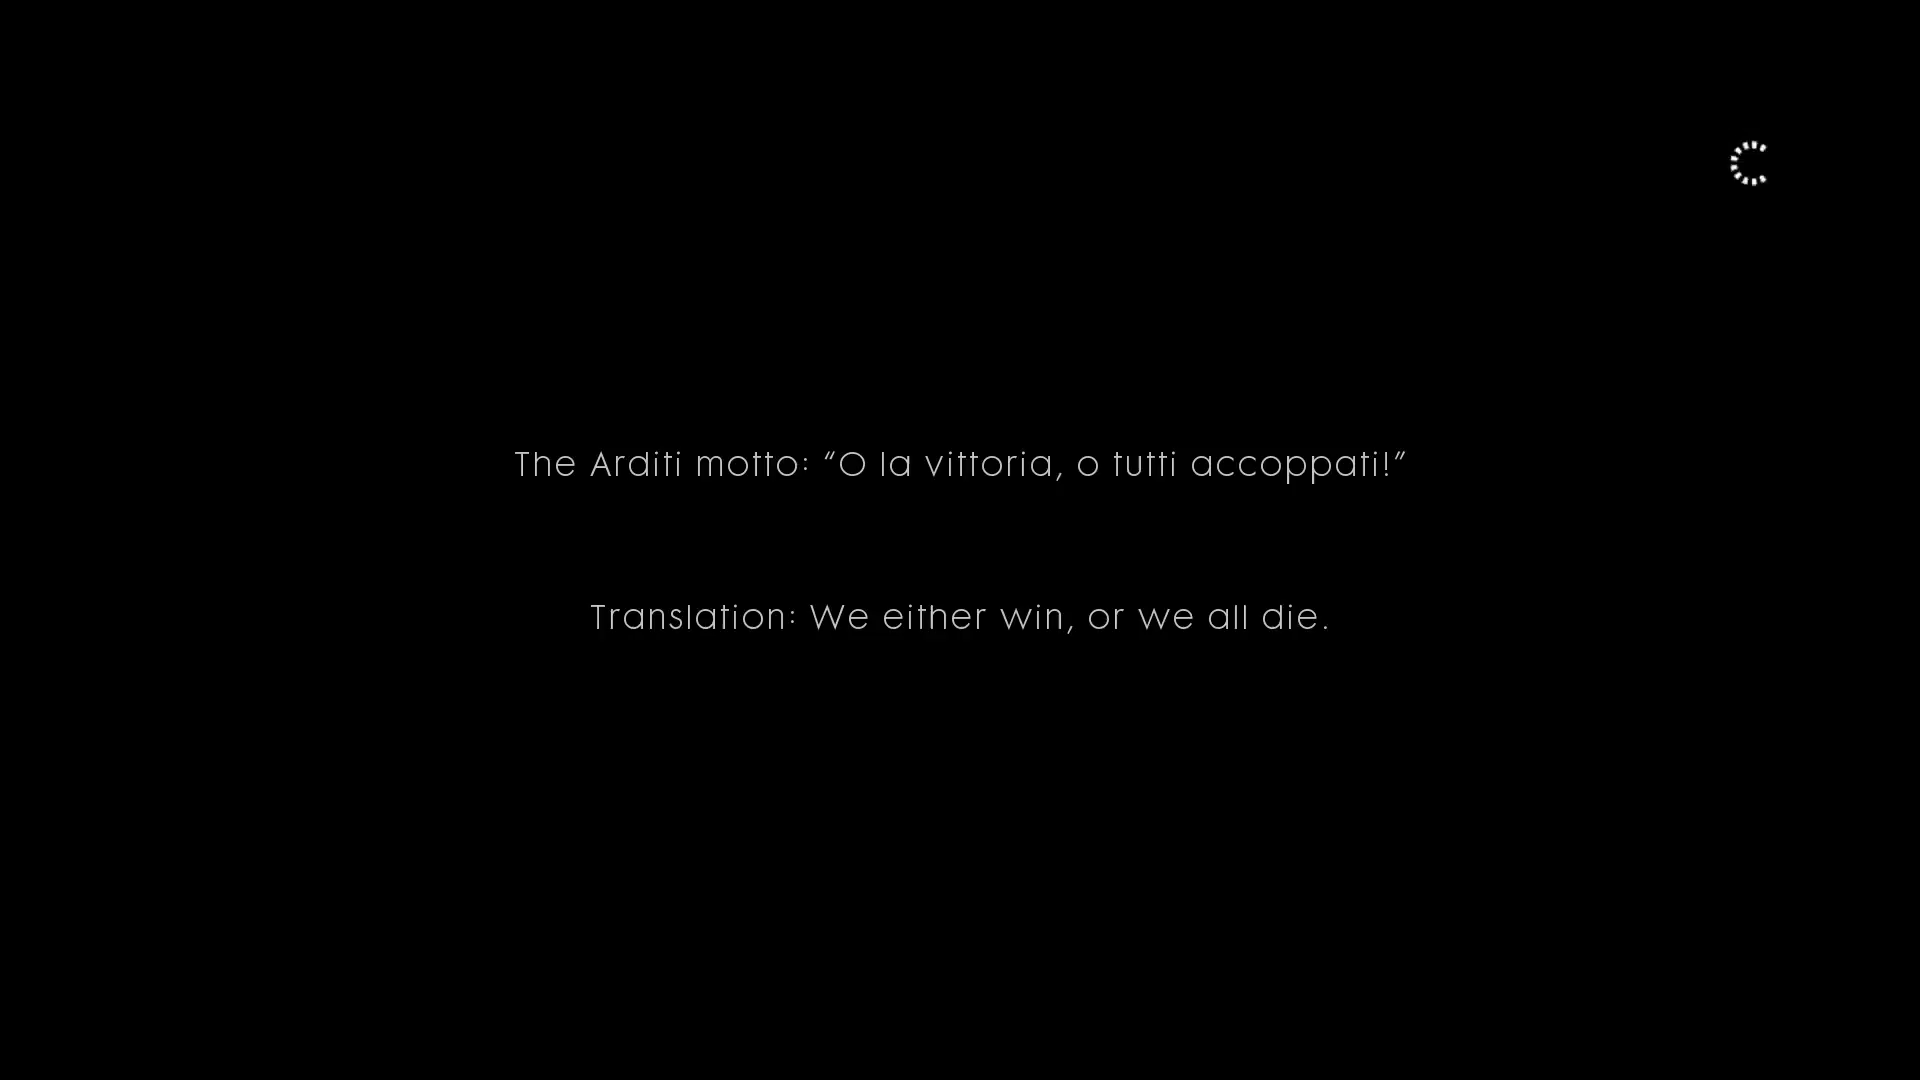 The Arditi motto: “O la vittoria, o tutti accoppati!”
Translation: We either win, or we all die.